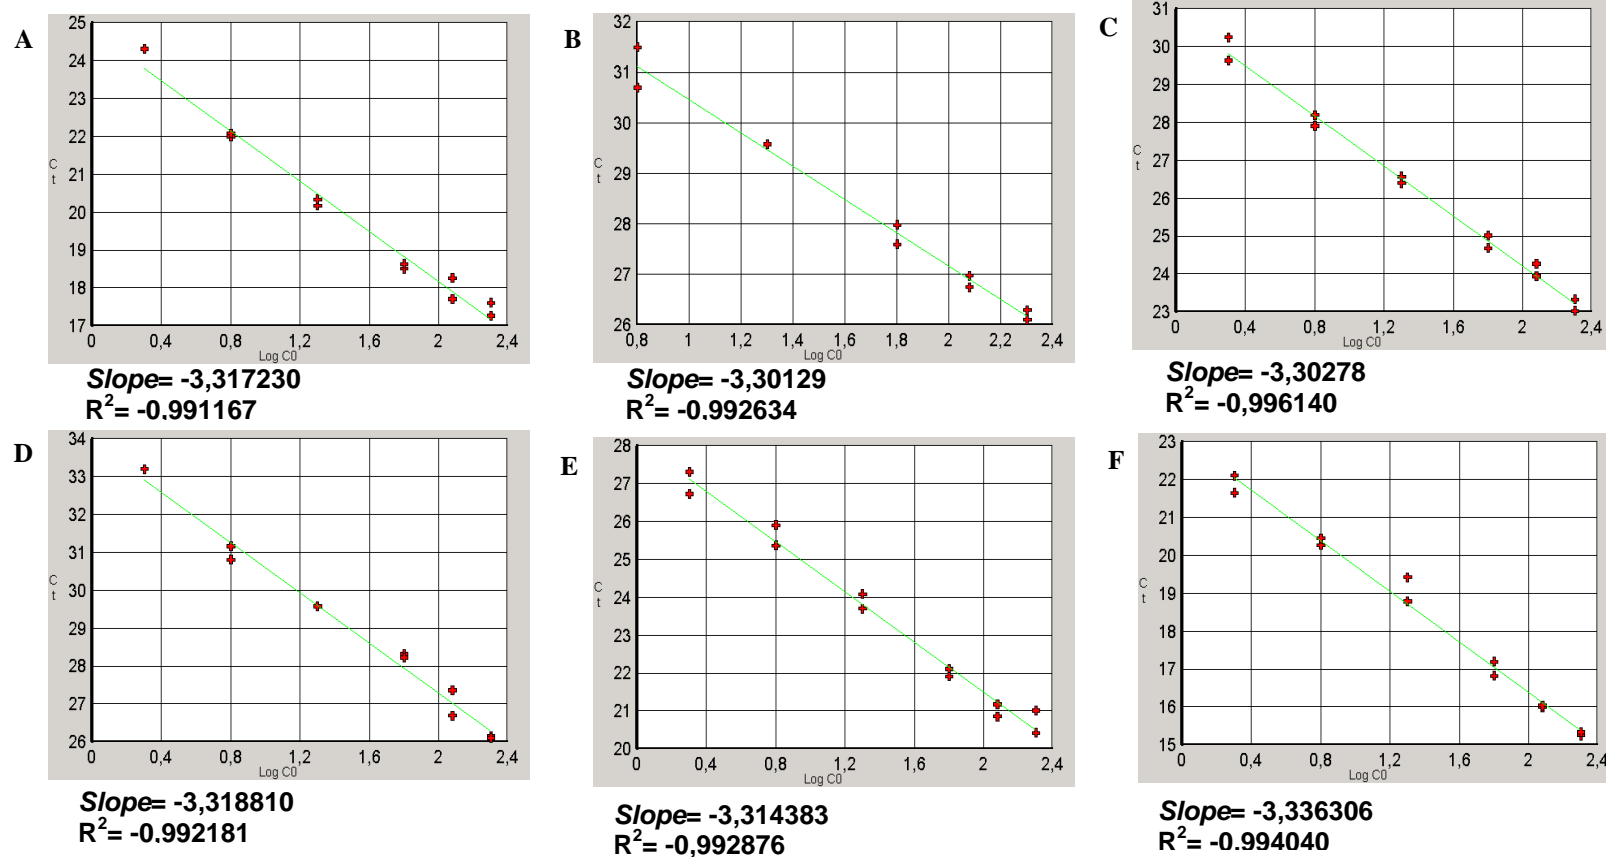 A
25
24
23
22
21
20
19
18
17
C
t
0
0,4
0,8
1,2
1,6
2
2,4
Log C0
Slope= -3,317230
R²= -0,991167
B
32
31
30
29
28
27
26
C
t
0,8
1
1,2
1,4
1,6
1,8
2
2,2
2,4
Log C0
Slope= -3,30129
R²= -0,992634
C
31
30
29
28
27
26
25
24
23
C
t
0
0,4
0,8
1,2
1,6
2
2,4
Log C0
Slope= -3,30278
R²= -0,996140
D
34
33
32
31
30
29
28
27
26
C
t
0
0,4
0,8
1,2
1,6
2
2,4
Log C0
Slope= -3,318810
R²= -0,992181
E
28
27
26
25
24
23
22
21
20
C
t
0
0,4
0,8
1,2
1,6
2
2,4
Log C0
Slope= -3,314383
R²= -0,992876
F
23
22
21
20
19
18
17
16
15
C
t
0
0,4
0,8
1,2
1,6
2
2,4
Log C0
Slope= -3,336306
R²= -0,994040